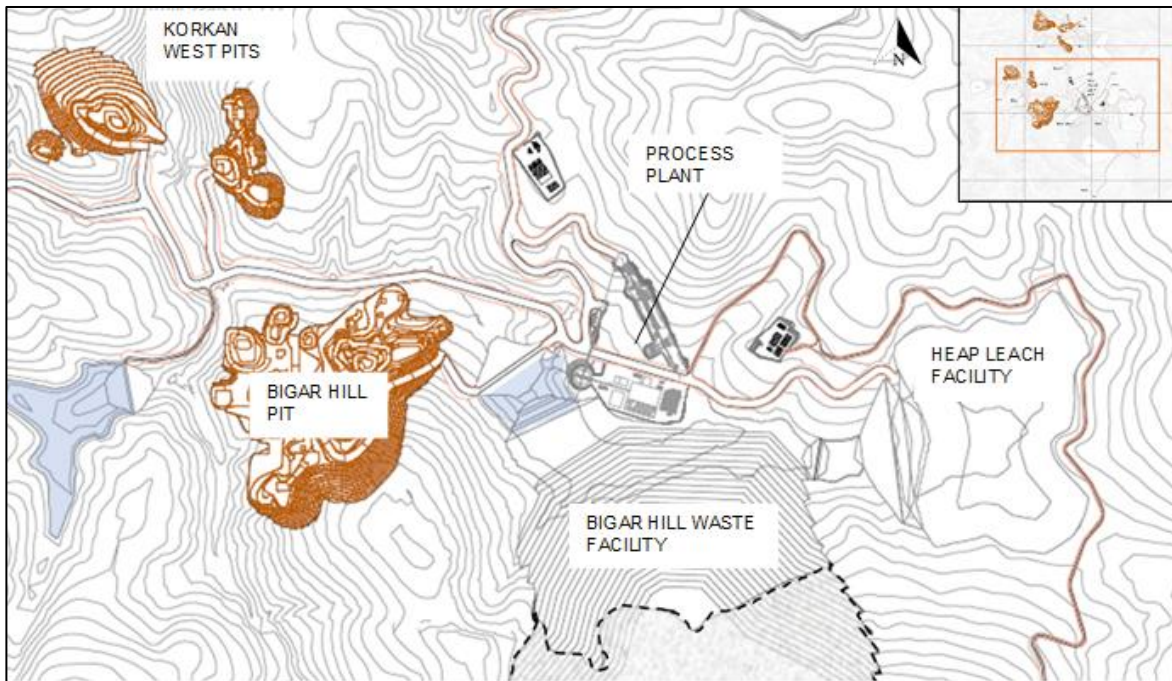 KORKAN
WEST PITS
N
PROCESS
PLANT
HEAP LEACH
FACILITY
BIGAR HILL
PIT
BIGAR HILL WASTE
FACILITY